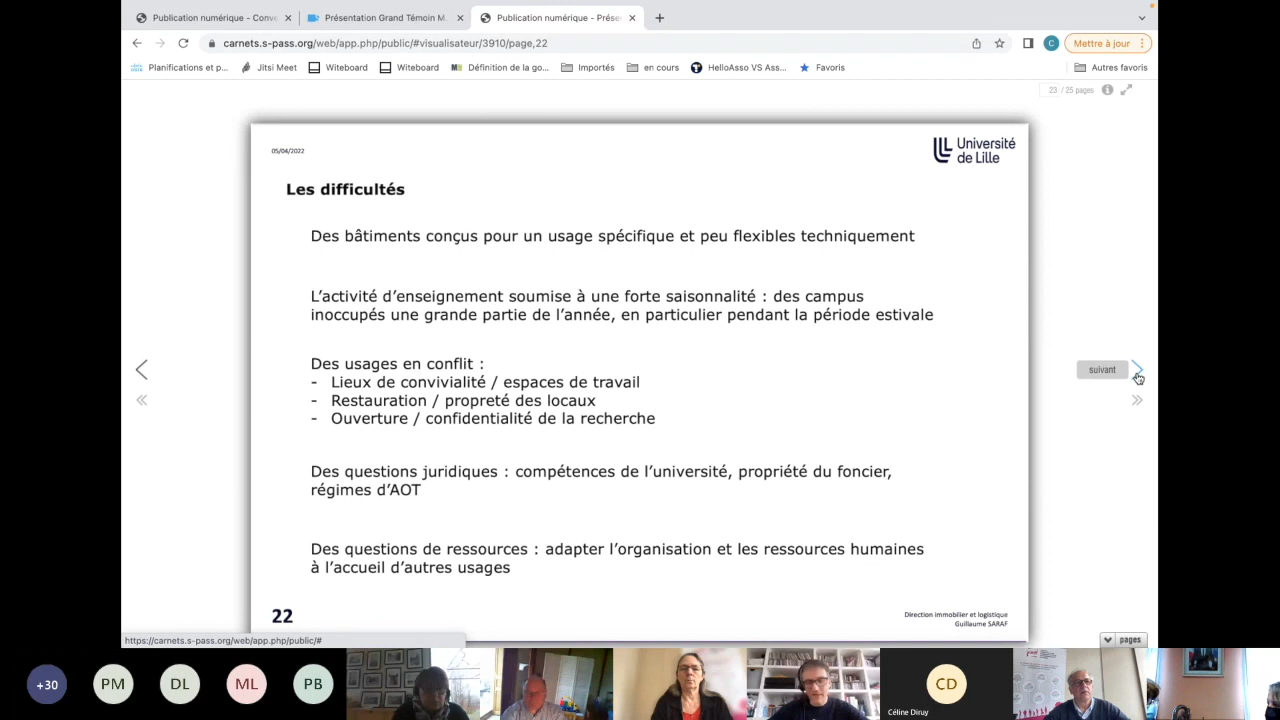 Publication numérique - Conve
Présentation Grand Témoin M.
Publication numérique - Prése
carnets.s-pass.org/web/app.php/public/#visualisateur/3910/page,22
C
Mettre à jour
Planifications et p...
Jitsi Meet
Witeboard
Witeboard
Définition de la go...
Importés
en cours
HelloAsso VS Ass...
Favoris
Autres favoris
23 / 25 pages
05/04/2022
Université
de Lille
Les difficultés
Des bâtiments conçus pour un usage spécifique et peu flexibles techniquement
L’activité d’enseignement soumise à une forte saisonnalité : des campus
inoccupés une grande partie de l’année, en particulier pendant la période estivale
Des usages en conflit :
- Lieux de convivialité / espaces de travail
- Restauration / propreté des locaux
- Ouverture / confidentialité de la recherche
suivant
Des questions juridiques : compétences de l’université, propriété du foncier,
régimes d’AOT
Des questions de ressources : adapter l’organisation et les ressources humaines
à l’accueil d’autres usages
22
Direction immobilier et logistique
Guillaume SARAF
https://carnets.s-pass.org/web/app.php/public/#
pages
+30
PM
DL
ML
PB
CD
Céline Diruy